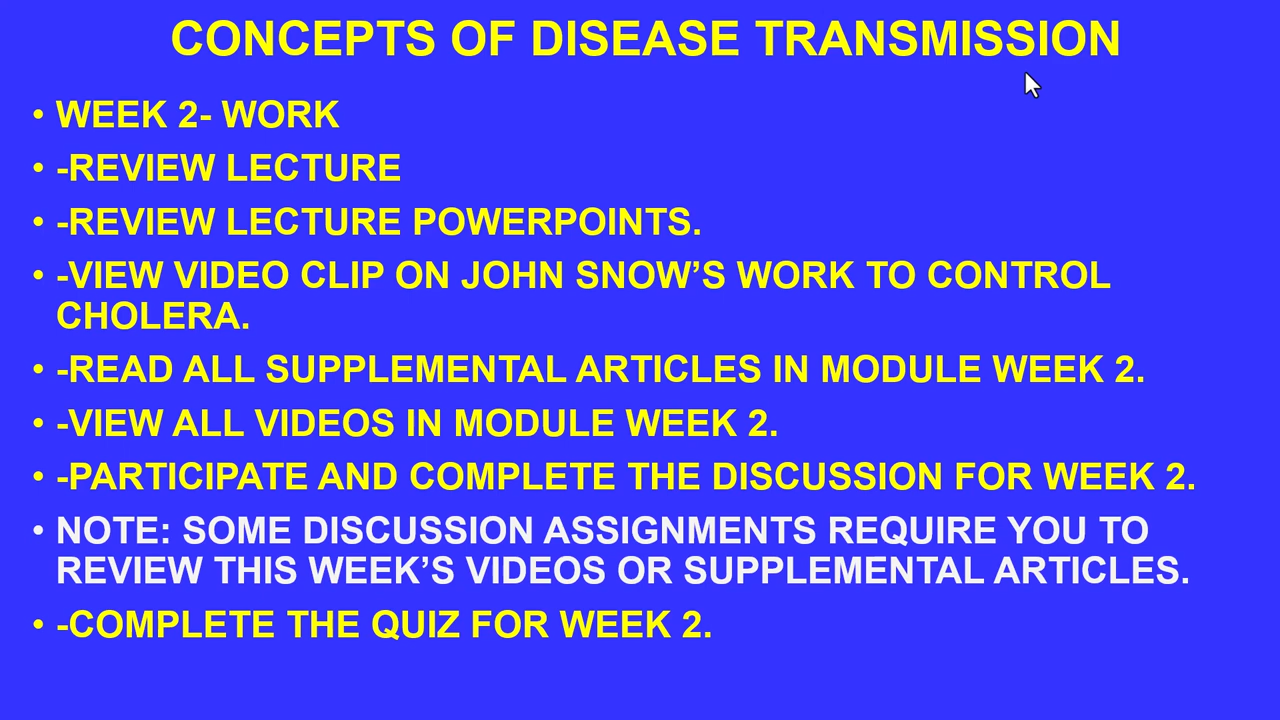 CONCEPTS OF DISEASE TRANSMISSION
• WEEK 2- WORK
• -REVIEW LECTURE
• -REVIEW LECTURE POWERPOINTS.
• -VIEW VIDEO CLIP ON JOHN SNOW’S WORK TO CONTROL
CHOLERA.
• -READ ALL SUPPLEMENTAL ARTICLES IN MODULE WEEK 2.
• -VIEW ALL VIDEOS IN MODULE WEEK 2.
• -PARTICIPATE AND COMPLETE THE DISCUSSION FOR WEEK 2.
• NOTE: SOME DISCUSSION ASSIGNMENTS REQUIRE YOU TO
REVIEW THIS WEEK’S VIDEOS OR SUPPLEMENTAL ARTICLES.
• -COMPLETE THE QUIZ FOR WEEK 2.